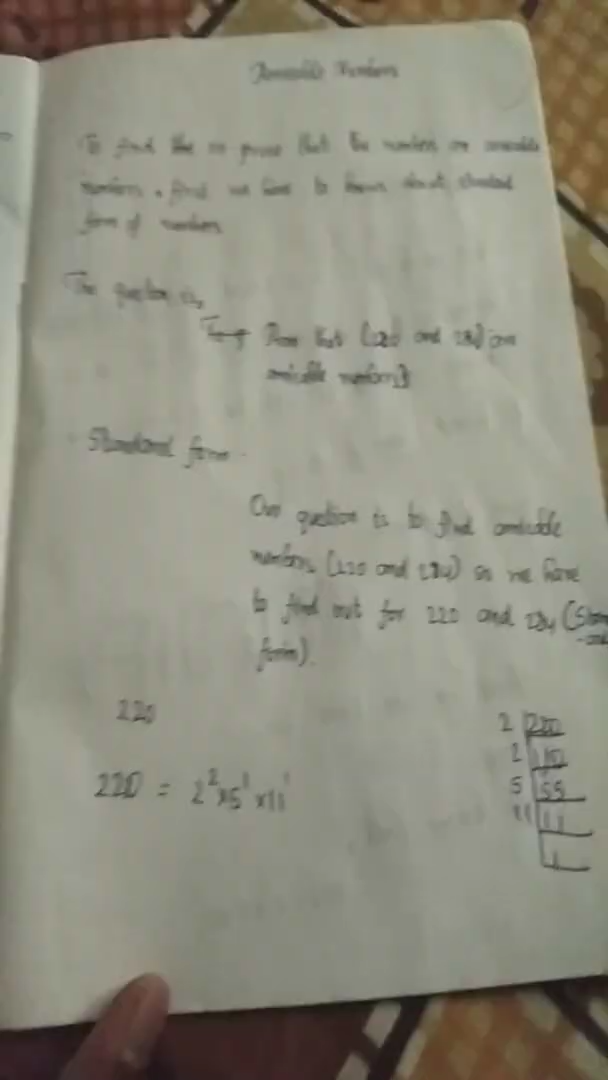 Amicable Numbers
To find the or prove that the numbers are amicable
numbers, first we have to know about standard
form of numbers
The question is,
Prove that (220 and 284) are
amicable numbers?
Standard form
Our question is to find amicable
numbers (220 and 284) so we have
to find out for 220 and 284 (Stan
-and
form).
220
2 220
2 110
220 = 2²×5¹×11¹
5 55
11 11
1